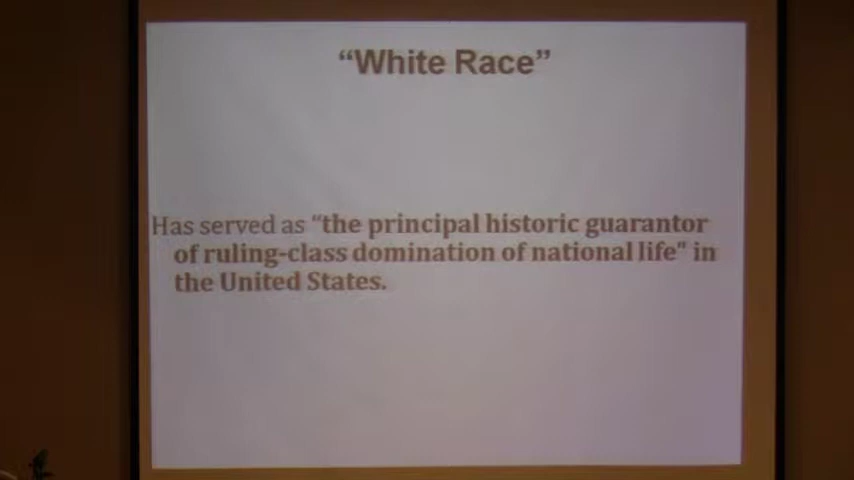 “White Race”
Has served as “the principal historic guarantor
of ruling-class domination of national life" in
the United States.